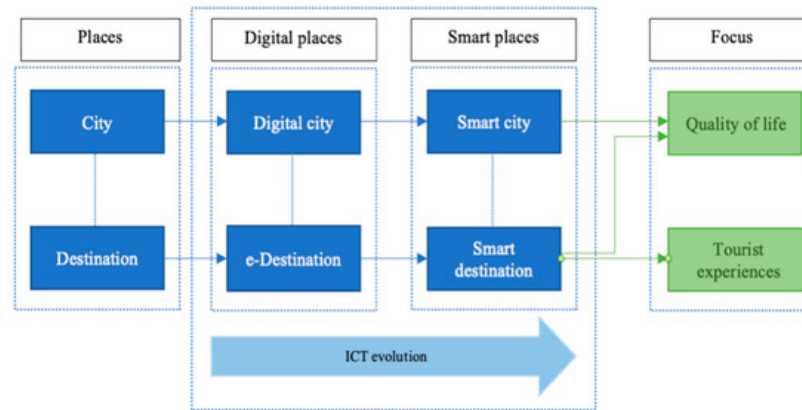 Places
Digital places
Smart places
Focus
City
Digital city
Smart city
Quality of life
Destination
e-Destination
Smart
destination
Tourist
experiences
ICT evolution